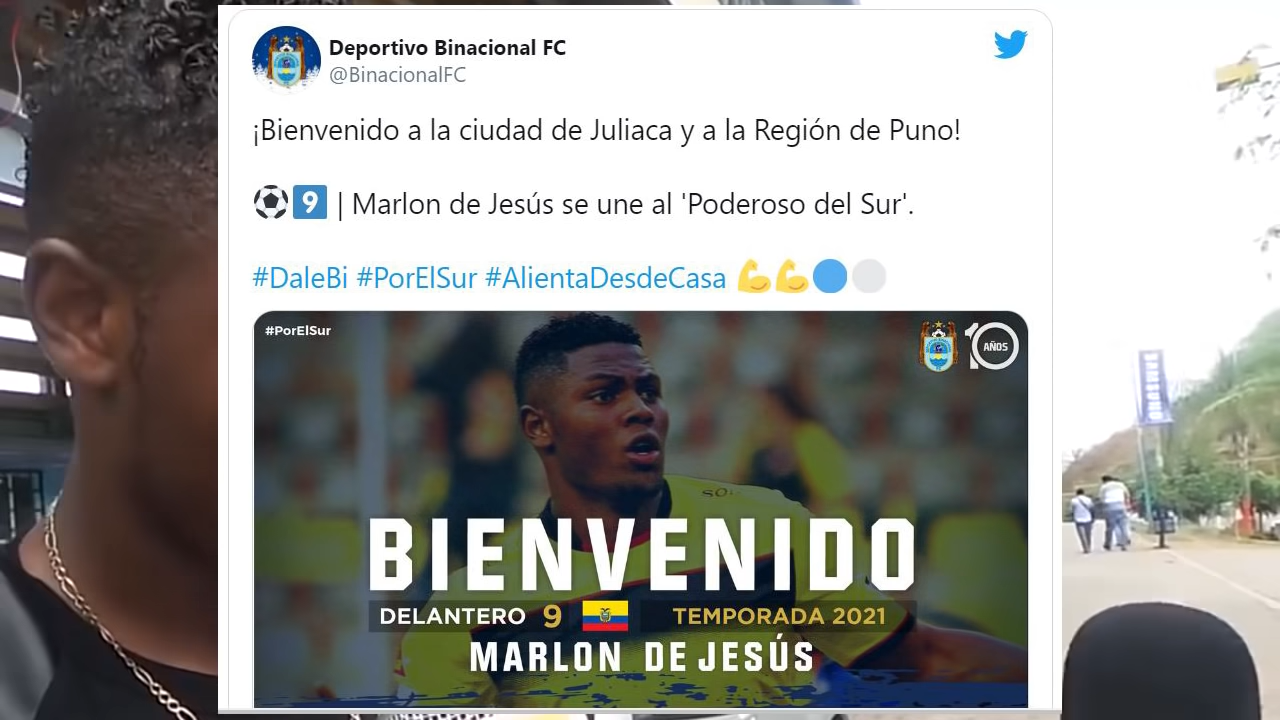 Deportivo Binacional FC
@BinacionalFC
¡Bienvenido a la ciudad de Juliaca y a la Región de Puno!
⚽9️⃣ | Marlon de Jesús se une al 'Poderoso del Sur'.
#DaleBi #PorElSur #AlientaDesdeCasa 💪💪🔵⚪
#PorElSur
10 AÑOS
BIENVENIDO
DELANTERO 9 TEMPORADA 2021
MARLON DE JESÚS